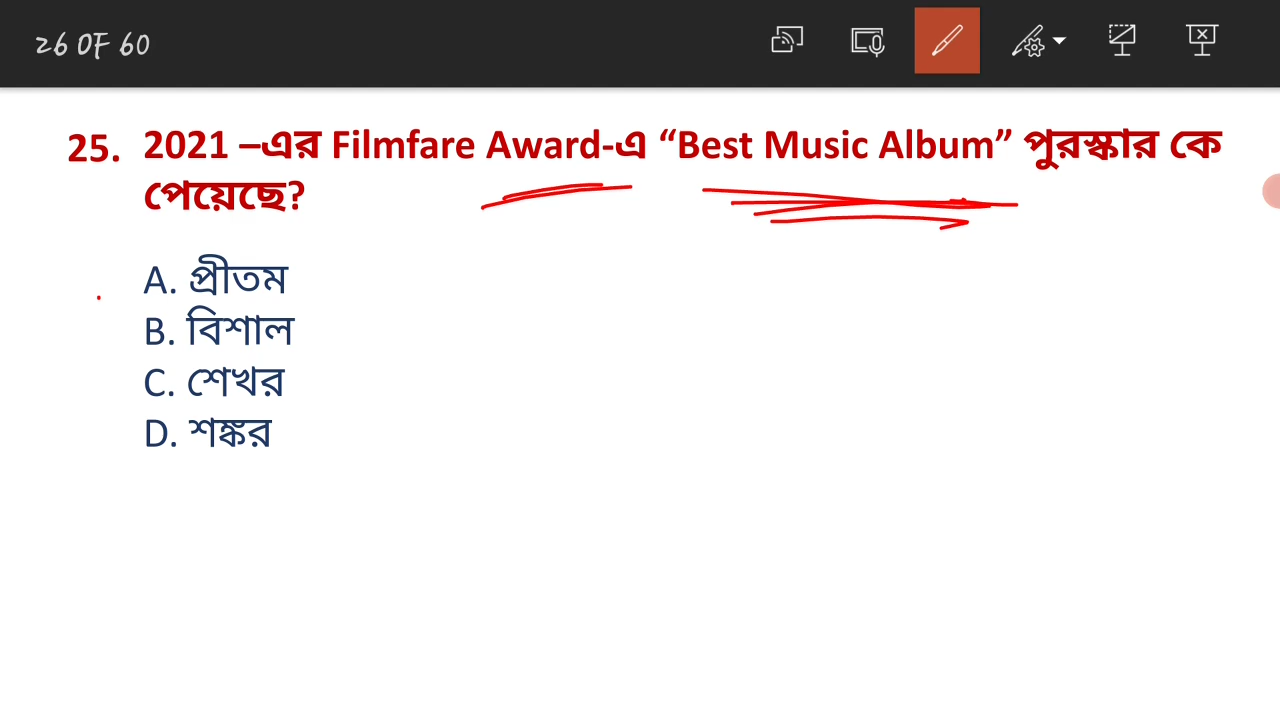 26 OF 60
25. 2021 –এর Filmfare Award-এ “Best Music Album” পুরস্কার কে
পেয়েছে?
A. প্রীতম
B. বিশাল
C. শেখর
D. শঙ্কর